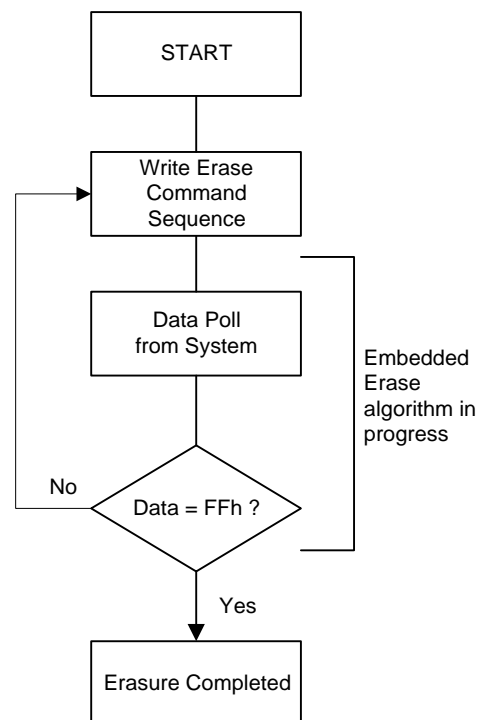 START
Write Erase
Command
Sequence
Data Poll
from System
Embedded
Erase
algorithm in
progress
No
Data = FFh ?
Yes
Erasure Completed